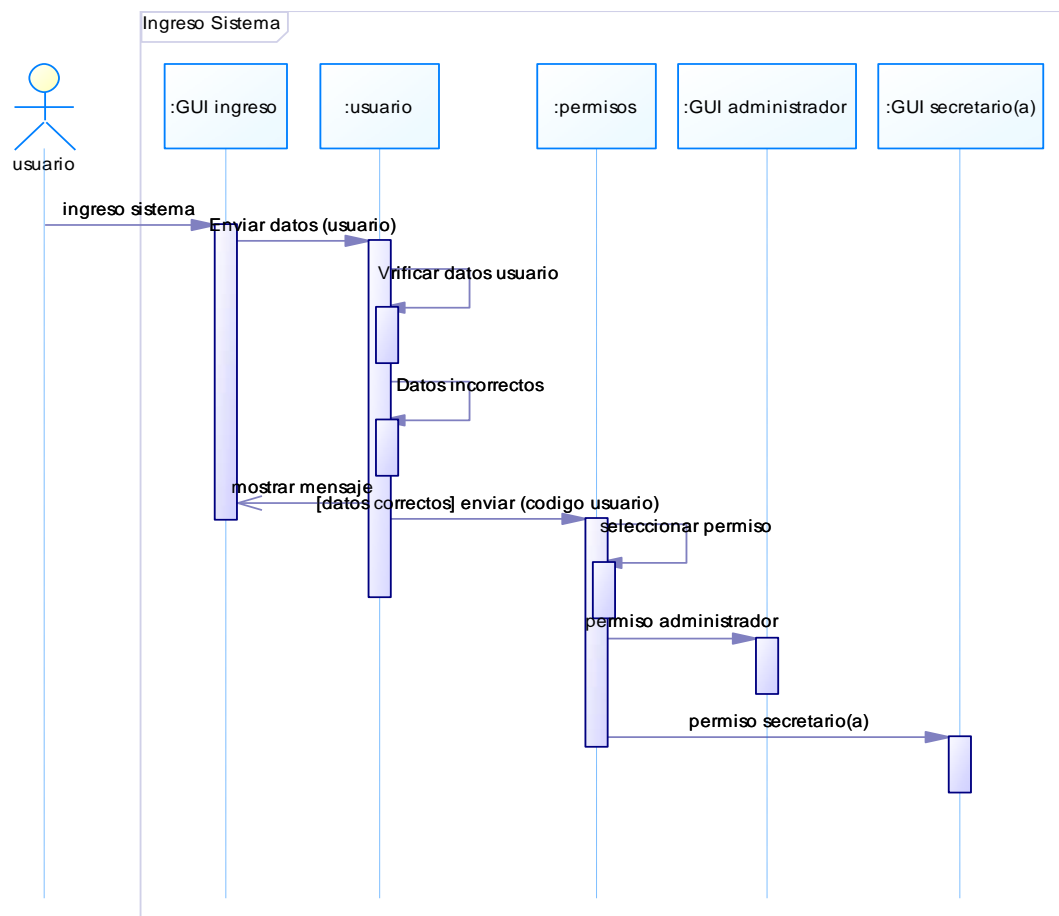 Ingreso Sistema
:GUI ingreso
:usuario
:permisos
:GUI administrador
:GUI secretario(a)
usuario
ingreso sistema
Enviar datos (usuario)
Vrificar datos usuario
Datos incorrectos
mostrar mensaje
[datos correctos] enviar (codigo usuario)
seleccionar permiso
permiso administrador
permiso secretario(a)